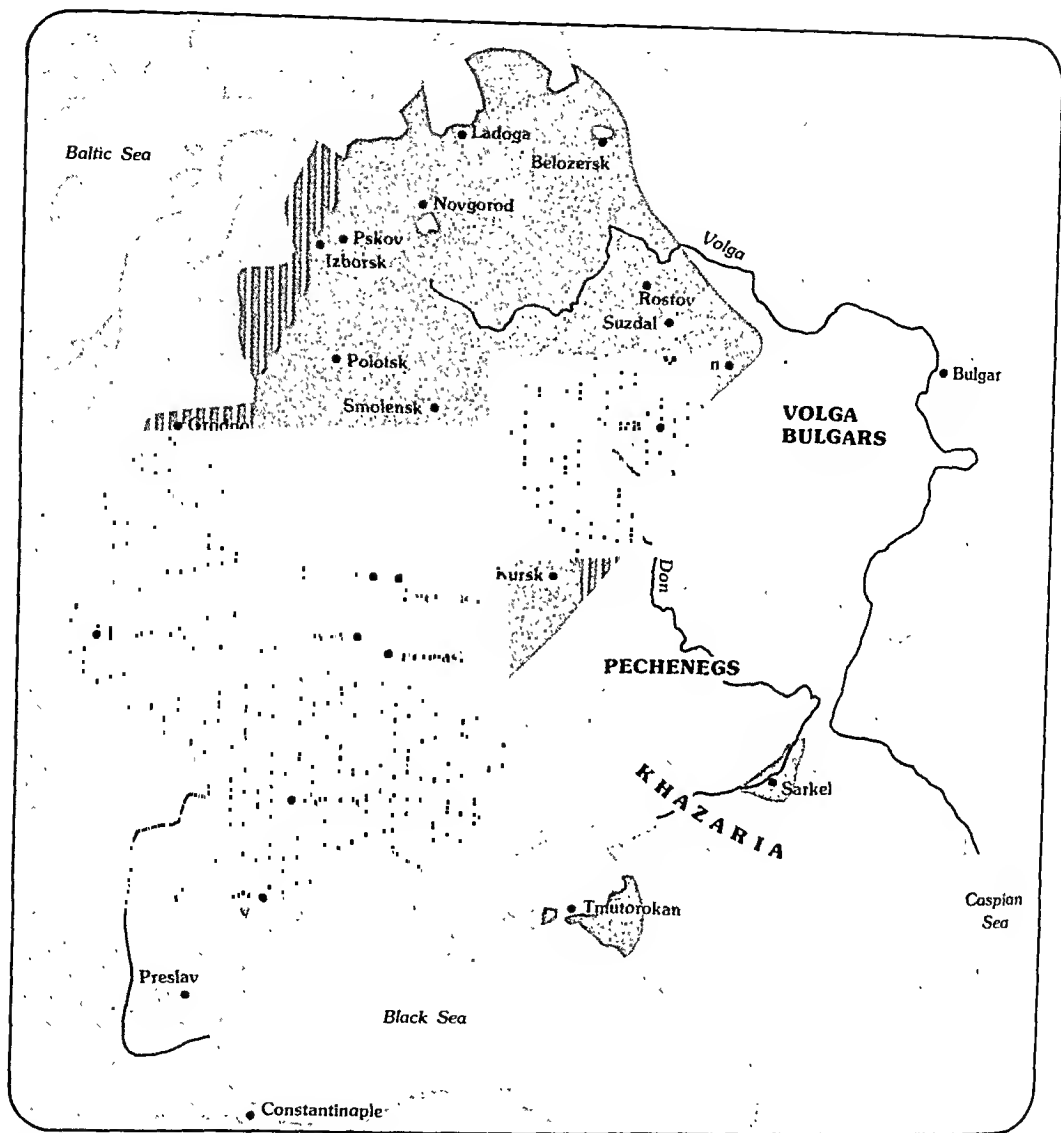 Baltic Sea
Ladoga
Belozersk
Novgorod
Pskov
Izborsk
Volga
Rostov
Suzdal
Polotsk
Bulgar
Smolensk
VOLGA
BULGARS
Grodno
Kursk
Don
PECHENEGS
KHAZARIA
Sarkel
Tmutorokan
Caspian
Sea
Preslav
Black Sea
Constantinople